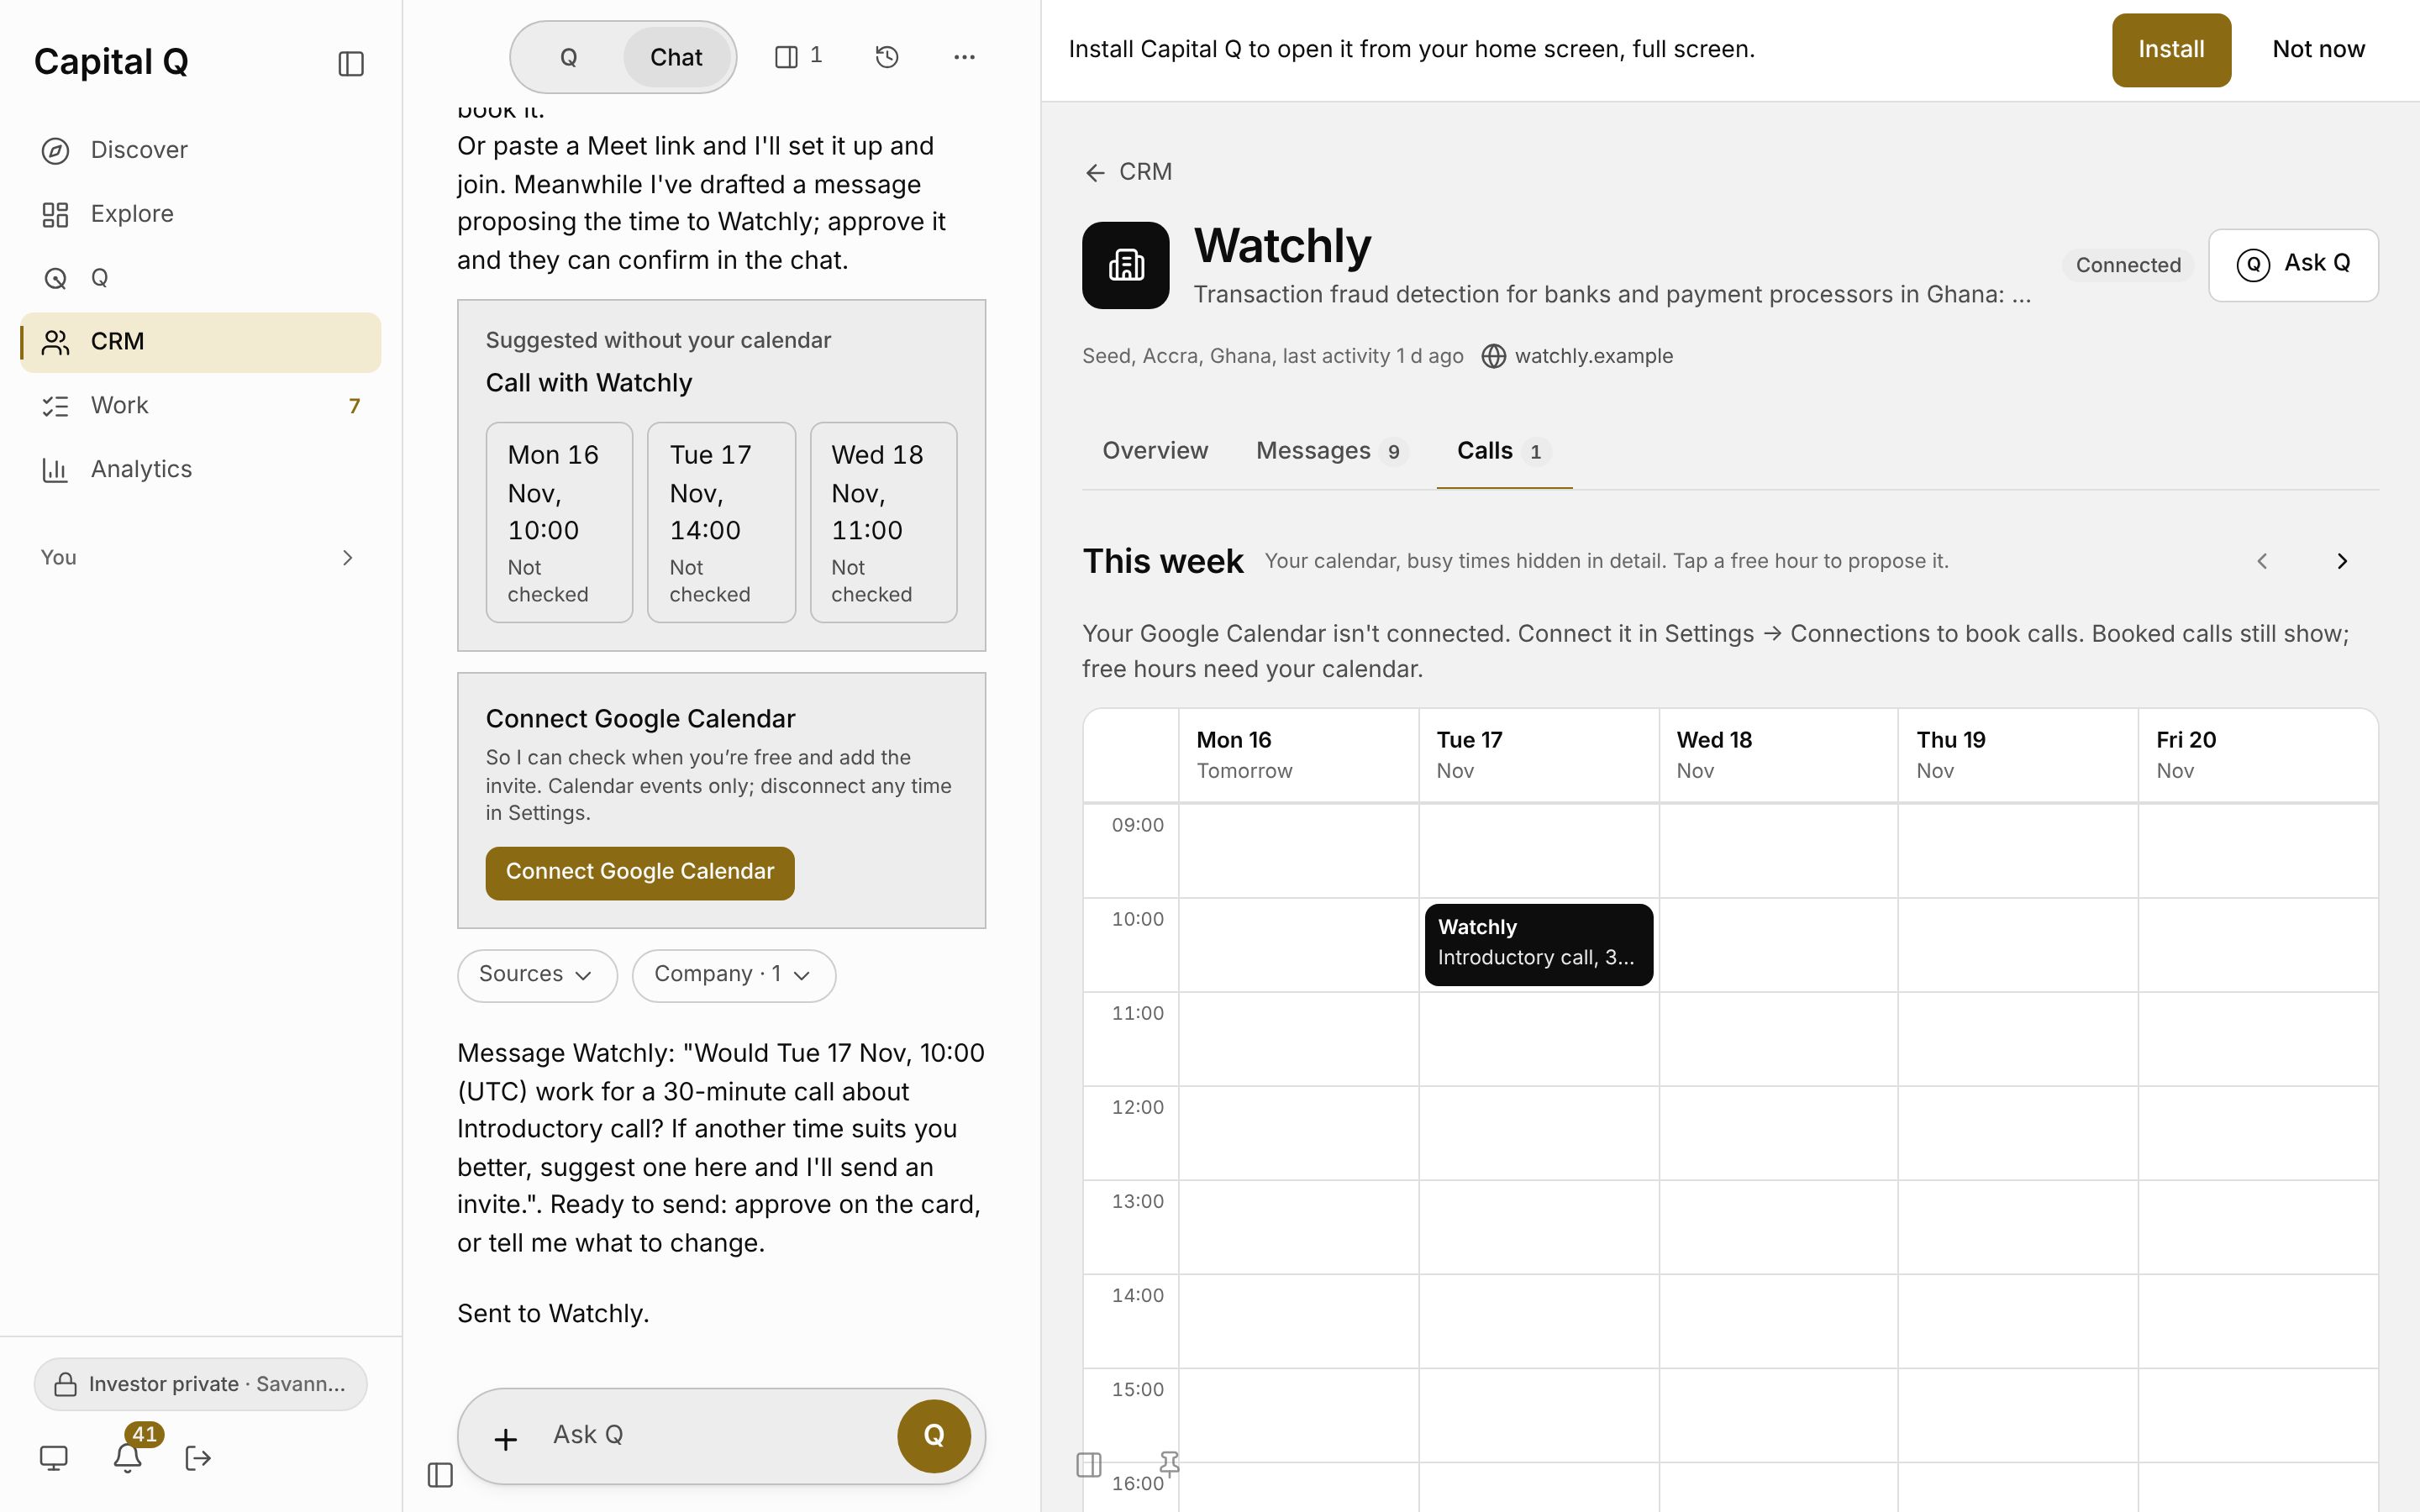 Capital Q
Discover
Explore
Q
CRM
Work
7
Analytics
You
Investor private · Savann...
41
Q
Chat
1
book it.
Or paste a Meet link and I'll set it up and
join. Meanwhile I've drafted a message
proposing the time to Watchly; approve it
and they can confirm in the chat.
Suggested without your calendar
Call with Watchly
Mon 16
Nov,
10:00
Not
checked
Tue 17
Nov,
14:00
Not
checked
Wed 18
Nov,
11:00
Not
checked
Connect Google Calendar
So I can check when you’re free and add the
invite. Calendar events only; disconnect any time
in Settings.
Connect Google Calendar
Sources
Company · 1
Message Watchly: "Would Tue 17 Nov, 10:00
(UTC) work for a 30-minute call about
Introductory call? If another time suits you
better, suggest one here and I'll send an
invite.". Ready to send: approve on the card,
or tell me what to change.
Sent to Watchly.
Ask Q
Q
Install Capital Q to open it from your home screen, full screen.
Install
Not now
← CRM
Watchly
Transaction fraud detection for banks and payment processors in Ghana: ...
Connected
Q Ask Q
Seed, Accra, Ghana, last activity 1 d ago
watchly.example
Overview
Messages 9
Calls 1
This week
Your calendar, busy times hidden in detail. Tap a free hour to propose it.
Your Google Calendar isn't connected. Connect it in Settings → Connections to book calls. Booked calls still show;
free hours need your calendar.
Mon 16
Tomorrow
Tue 17
Nov
Wed 18
Nov
Thu 19
Nov
Fri 20
Nov
09:00
10:00
Watchly
Introductory call, 3...
11:00
12:00
13:00
14:00
15:00
16:00